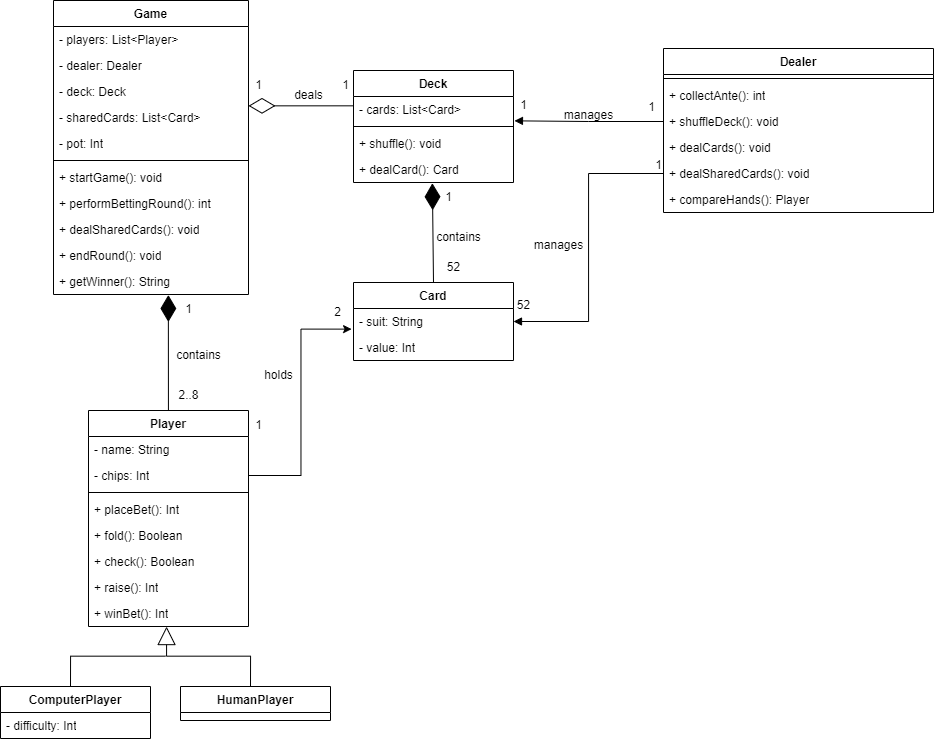 Game
- players: List<Player>
- dealer: Dealer
- deck: Deck
- sharedCards: List<Card>
- pot: Int
+ startGame(): void
+ performBettingRound(): int
+ dealSharedCards(): void
+ endRound(): void
+ getWinner(): String
1
deals
1
Deck
- cards: List<Card>
+ shuffle(): void
+ dealCard(): Card
1
manages
1
Dealer
+ collectAnte(): int
+ shuffleDeck(): void
+ dealCards(): void
+ dealSharedCards(): void
+ compareHands(): Player
1
manages
52
1
contains
52
Card
- suit: String
- value: Int
1
contains
2..8
2
holds
1
Player
- name: String
- chips: Int
+ placeBet(): Int
+ fold(): Boolean
+ check(): Boolean
+ raise(): Int
+ winBet(): Int
ComputerPlayer
- difficulty: Int
HumanPlayer